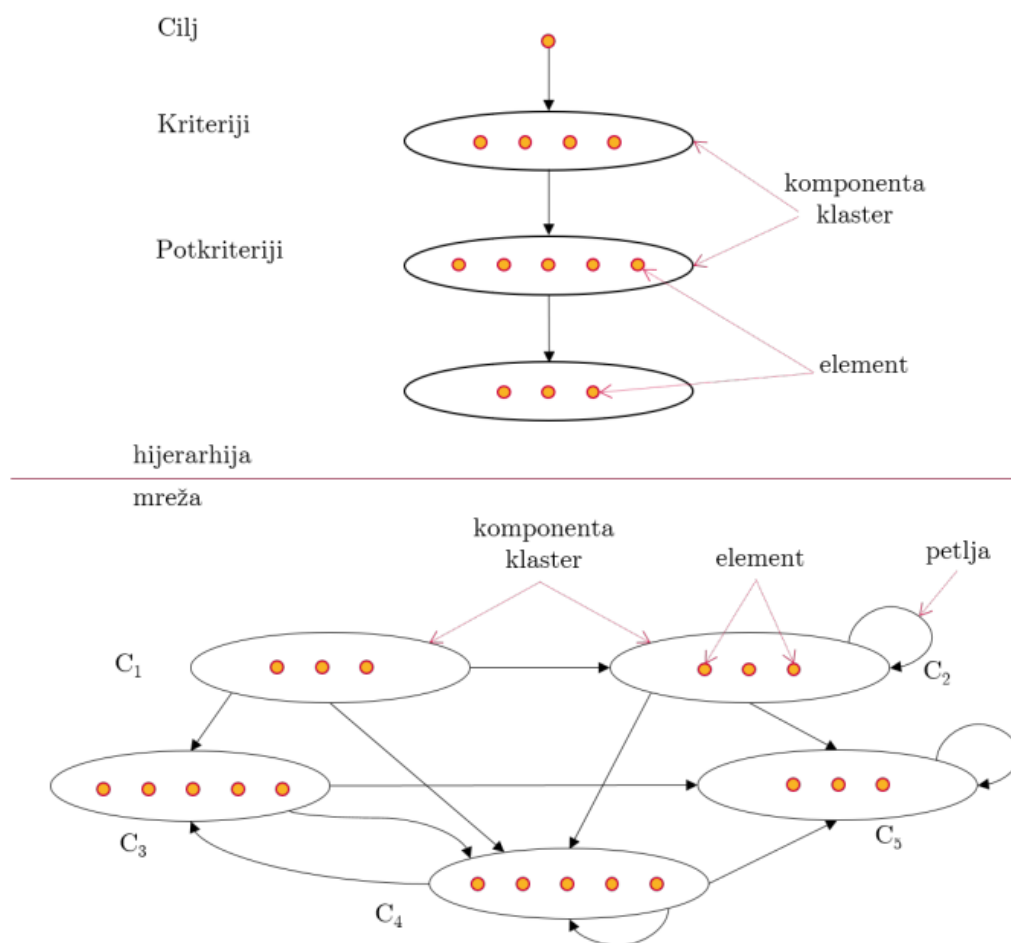 Cilj
Kriteriji
komponenta
klaster
Potkriteriji
element
hijerarhija
mreža
komponenta
klaster
element
petlja
C₁
C₂
C₃
C₅
C₄